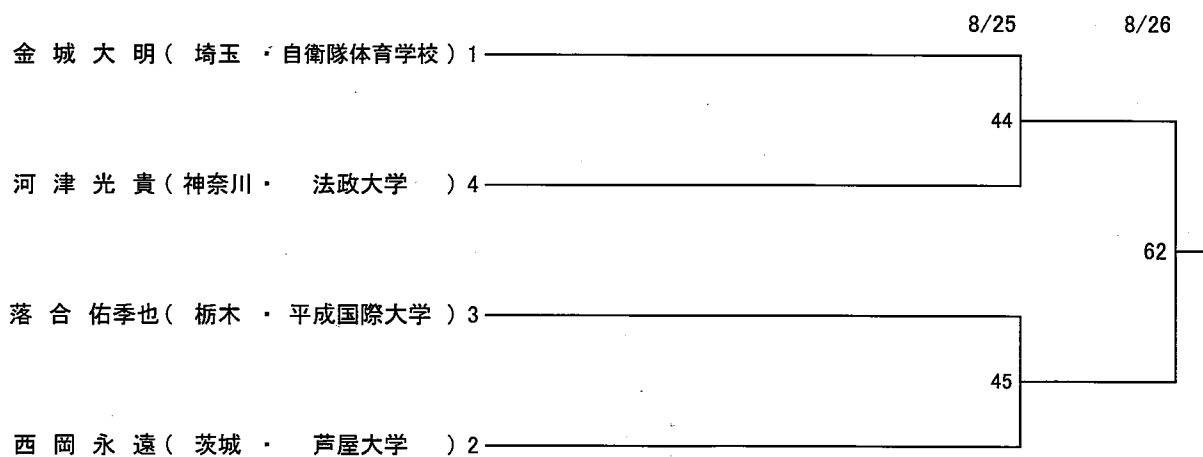 8/25 8/26
金城大明(埼玉・自衛隊体育学校)1
44
河津光貴(神奈川・法政大学)4
62
落合佑季也(栃木・平成国際大学)3
45
西岡永遠(茨城・芦屋大学)2